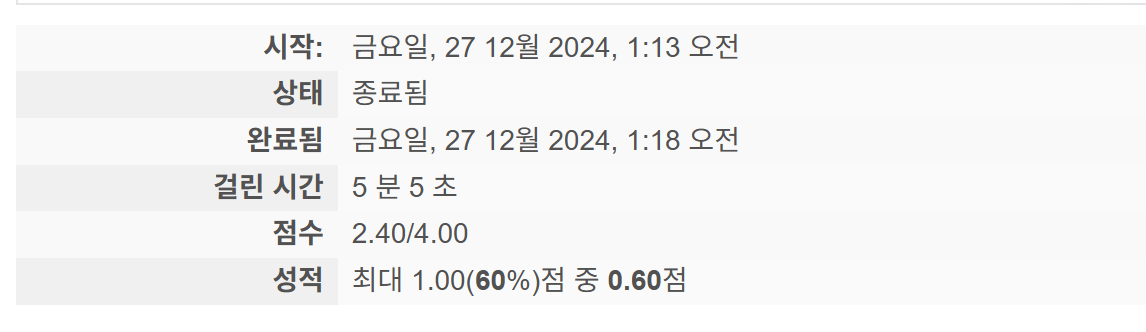 시작: 금요일, 27 12월 2024, 1:13 오전
상태 종료됨
완료됨 금요일, 27 12월 2024, 1:18 오전
걸린 시간 5 분 5 초
점수 2.40/4.00
성적 최대 1.00(60%)점 중 0.60점